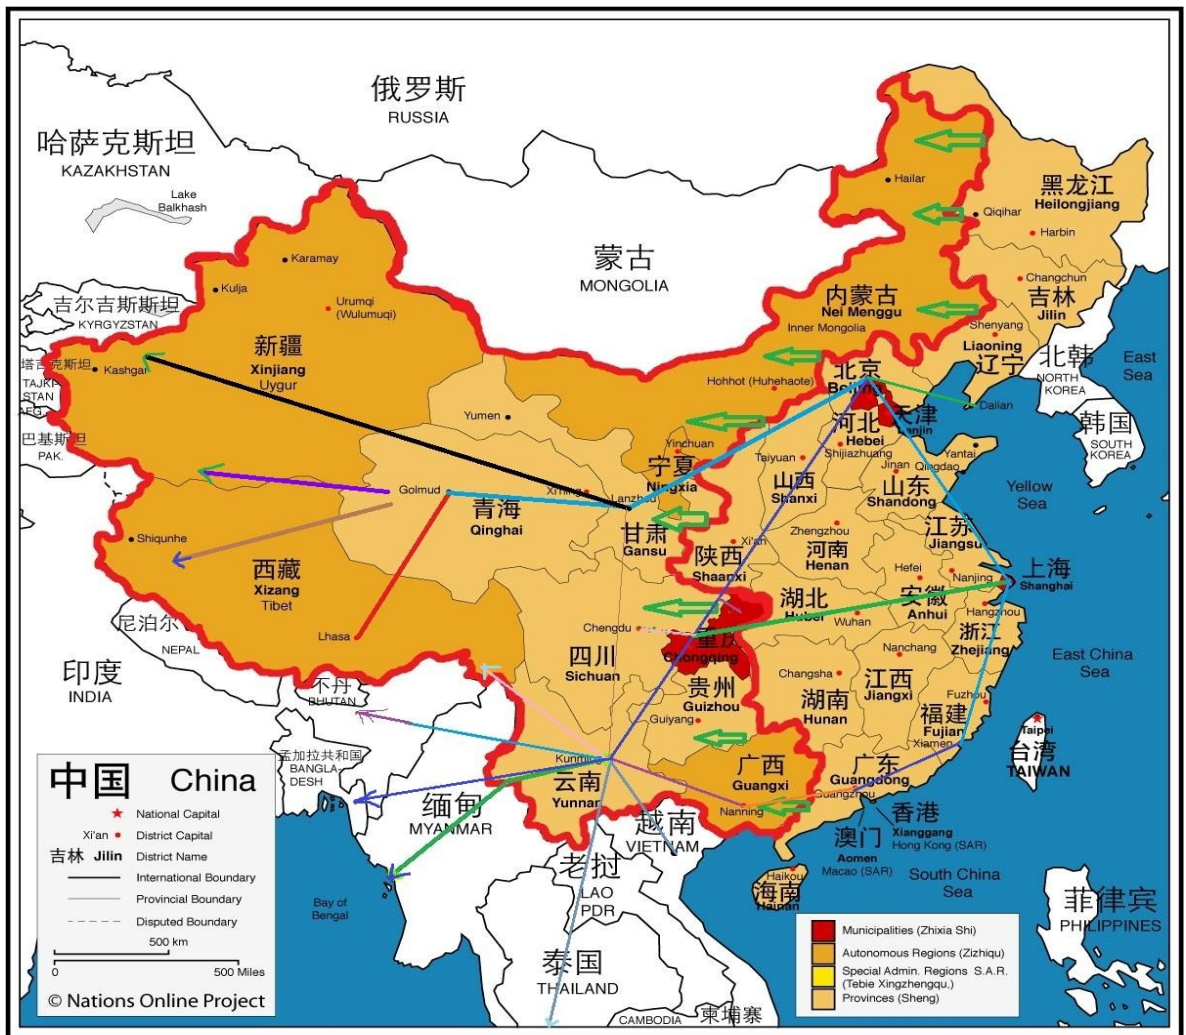 俄罗斯
RUSSIA
哈萨克斯坦
KAZAKHSTAN
Lake
Balkhash
蒙古
MONGOLIA
黑龙江
Heilongjiang
Hailar
Qiqihar
Harbin
Changchun
吉林
Jilin
Karamay
Kulja
Urumqi
(Wulumuqi)
吉尔吉斯斯坦
KYRGYZSTAN
新疆
Xinjiang
Uygur
Kashgar
TAJKI
STAN
AFG.
巴基斯坦
PAK.
内蒙古
Nei Menggu
Inner Mongolia
Shenyang
Liaoning
辽宁
北韩
NORTH
KOREA
East
Sea
韩国
SOUTH
KOREA
Hohhot (Huhehaote)
北京
Beijing
天津
Dalian
河北
Hebei
Shijiazhuang
Yumen
Yinchuan
宁夏
Ningxia
Taiyuan
山西
Shanxi
Jinan
Qingdao
Yantai
山东
Shandong
Yellow
Sea
Golmud
青海
Qinghai
Xining
Lanzhou
甘肃
Gansu
Zhengzhou
河南
Henan
江苏
Jiangsu
Shiqunhe
西藏
Xizang
Tibet
Lhasa
Xi'an
陕西
Shaanxi
湖北
Hubei
Wuhan
Hefei
安徽
Anhui
Nanjing
上海
Shanghai
Hangzhou
浙江
Zhejiang
尼泊尔
NEPAL
印度
INDIA
不丹
BHUTAN
Chengdu
四川
Sichuan
重庆
Chongqing
贵州
Guizhou
Guiyang
Changsha
湖南
Hunan
Nanchang
江西
Jiangxi
Fuzhou
福建
Fujian
Xiamen
East China
Sea
Taipei
台湾
TAIWAN
孟加拉共和国
BANGLA
DESH
Kunming
云南
Yunnan
广西
Guangxi
Nanning
广东
Guangdong
Guangzhou
香港
Xianggang
Hong Kong (SAR)
澳门
Aomen
Macao (SAR)
缅甸
MYANMAR
越南
VIETNAM
老挝
LAO
PDR
Haikou
海南
Hainan
South China
Sea
菲律宾
PHILIPPINES
Bay of
Bengal
泰国
THAILAND
CAMBODIA
柬埔寨
中国 China
National Capital
Xi'an District Capital
吉林 Jilin District Name
International Boundary
Provincial Boundary
Disputed Boundary
500 km
0 500 Miles
© Nations Online Project
Municipalities (Zhixia Shi)
Autonomous Regions (Zizhiqu)
Special Admin. Regions S.A.R.
(Tebie Xingzhengqu.)
Provinces (Sheng)